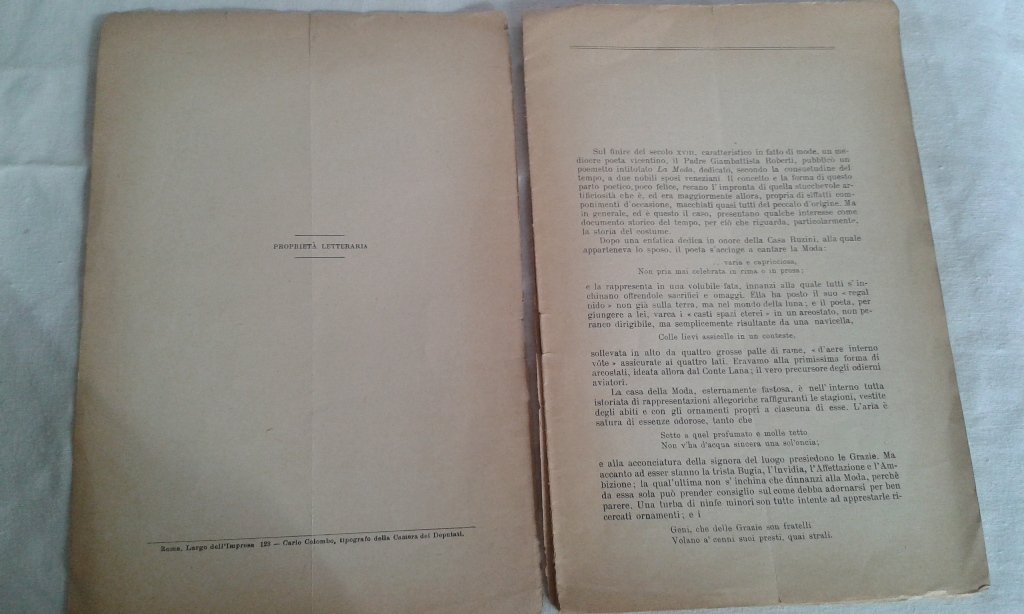 PROPRIETÀ LETTERARIA
Roma, Largo dell'Impresa 123 — Carlo Colombo, tipografo della Camera dei Deputati.
Sul finire del secolo XVIII, caratteristico in fatto di mode, un me-
diocre poeta vicentino, il Padre Giambattista Roberti, pubblicò un
poemetto intitolato La Moda, dedicato, secondo la consuetudine del
tempo, a due nobili sposi veneziani. Il concetto e la forma di questo
parto poetico, poco felice, recano l'impronta di quella stucchevole ar-
tificiosità che è, ed era maggiormente allora, propria di siffatti com-
ponimenti d'occasione, macchiati quasi tutti del peccato d'origine. Ma
in generale, ed è questo il caso, presentano qualche interesse come
documento storico del tempo, per ciò che riguarda, particolarmente,
la storia del costume.
Dopo una enfatica dedica in onore della Casa Ruzini, alla quale
apparteneva lo sposo, il poeta s'accinge a cantare la Moda:
.. varia e capricciosa,
Non pria mai celebrata in rima o in prosa;
e la rappresenta in una volubile fata, innanzi alla quale tutti s'in-
chinano offrendole sacrifici e omaggi. Ella ha posto il suo « regal
nido » non già sulla terra, ma nel mondo della luna; e il poeta, per
giungere a lei, varca i « casti spazi eterei » in un areostato, non pe-
ranco dirigibile, ma semplicemente risultante da una navicella,
Colle lievi assicelle in un conteste,
sollevata in alto da quattro grosse palle di rame, « d'aere interno
vôte » assicurate ai quattro lati. Eravamo alla primissima forma di
areostati, ideata allora dal Conte Lana; il vero precursore degli odierni
aviatori.
La casa della Moda, esternamente fastosa, è nell'interno tutta
istoriata di rappresentazioni allegoriche raffiguranti le stagioni, vestite
degli abiti e con gli ornamenti propri a ciascuna di esse. L'aria è
satura di essenze odorose, tanto che
Sotto a quel profumato e molle tetto
Non v'ha d'acqua sincera una sol'oncia;
e alla acconciatura della signora del luogo presiedono le Grazie. Ma
accanto ad esser stanno la trista Bugia, l'Invidia, l'Affettazione e l'Am-
bizione; la qual'ultima non s'inchina che dinnanzi alla Moda, perchè
da essa sola può prender consiglio sul come debba adornarsi per ben
parere. Una turba di ninfe minori son tutte intente ad apprestarle ri-
cercati ornamenti; e i
Geni, che delle Grazie son fratelli
Volano a' cenni suoi presti, quai strali.